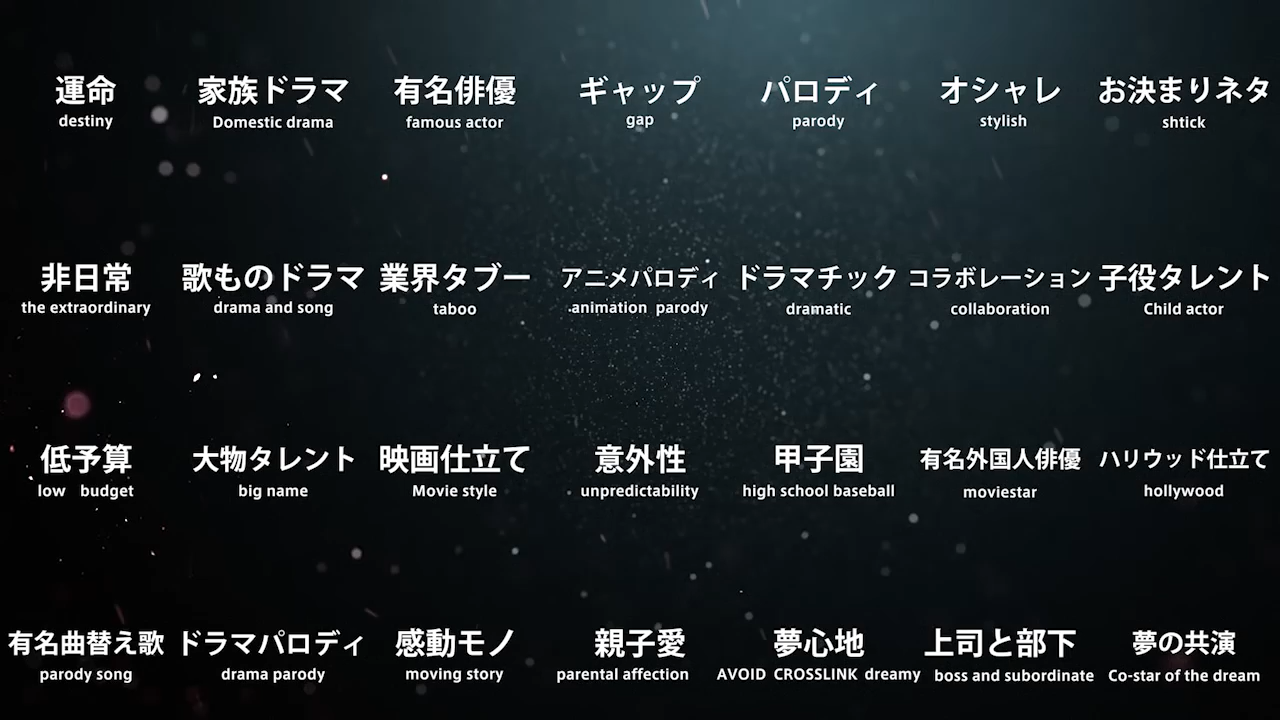 運命 家族ドラマ 有名俳優 ギャップ パロディ オシャレ お決まりネタ
destiny Domestic drama famous actor gap parody stylish shtick
非日常 歌ものドラマ 業界タブー アニメパロディ ドラマチック コラボレーション 子役タレント
the extraordinary drama and song taboo animation parody dramatic collaboration Child actor
低予算 大物タレント 映画仕立て 意外性 甲子園 有名外国人俳優 ハリウッド仕立て
low budget big name Movie style unpredictability high school baseball moviestar hollywood
有名曲替え歌 ドラマパロディ 感動モノ 親子愛 夢心地 上司と部下 夢の共演
parody song drama parody moving story parental affection AVOID CROSSLINK dreamy boss and subordinate Co-star of the dream